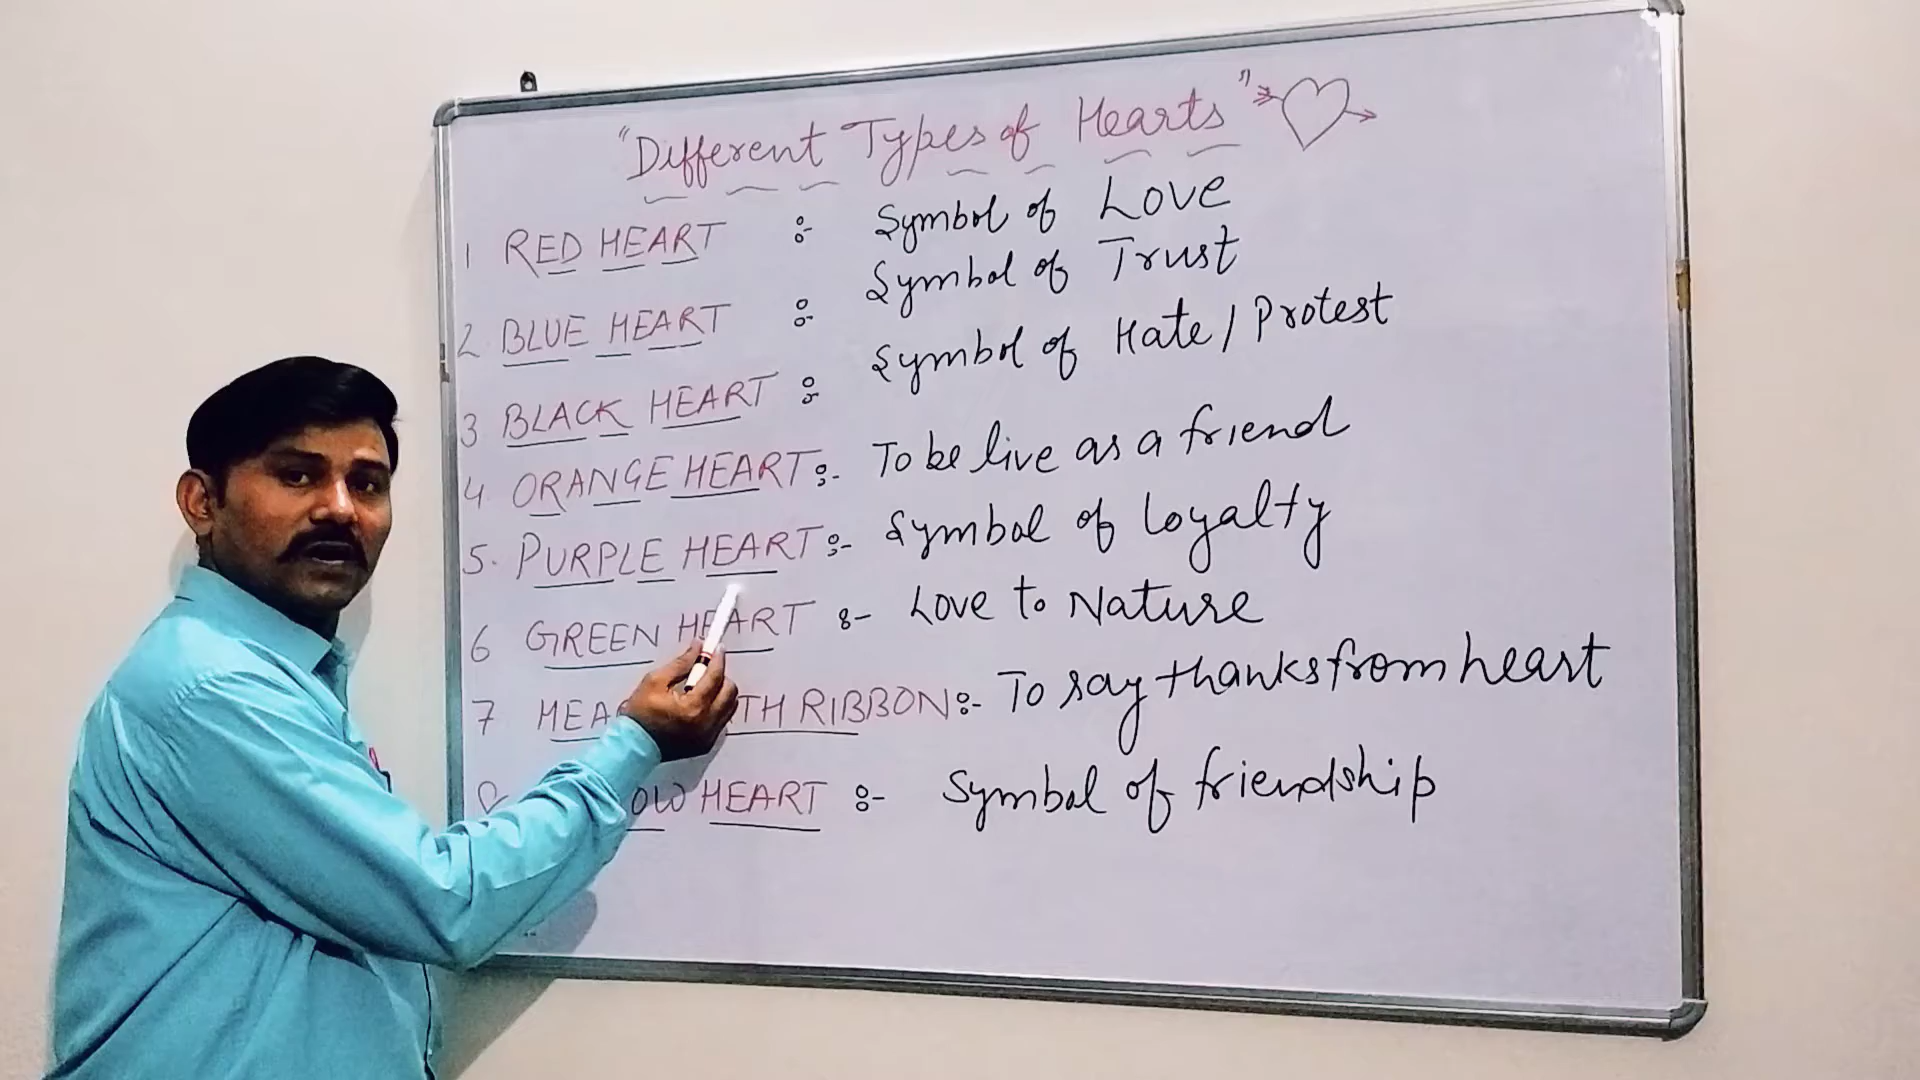 "Different Types of Hearts"
1 RED HEART :- Symbol of Love
2. BLUE HEART :- Symbol of Trust
3 BLACK HEART :- Symbol of Hate / Protest
4. ORANGE HEART :- To be live as a friend
5. PURPLE HEART :- Symbol of loyalty
6 GREEN HEART :- Love to Nature
7 RIBBON :- To say thanks from heart
8 HEART :- Symbol of friendship